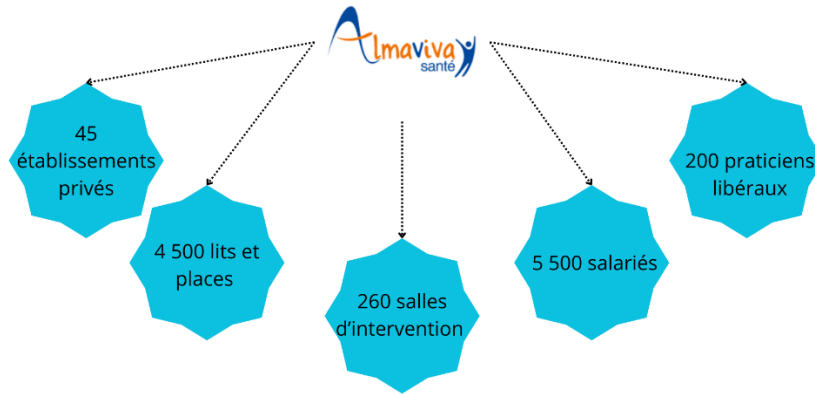 Almaviva
santé
45
établissements
privés
4 500 lits et
places
260 salles
d’intervention
5 500 salariés
200 praticiens
libéraux